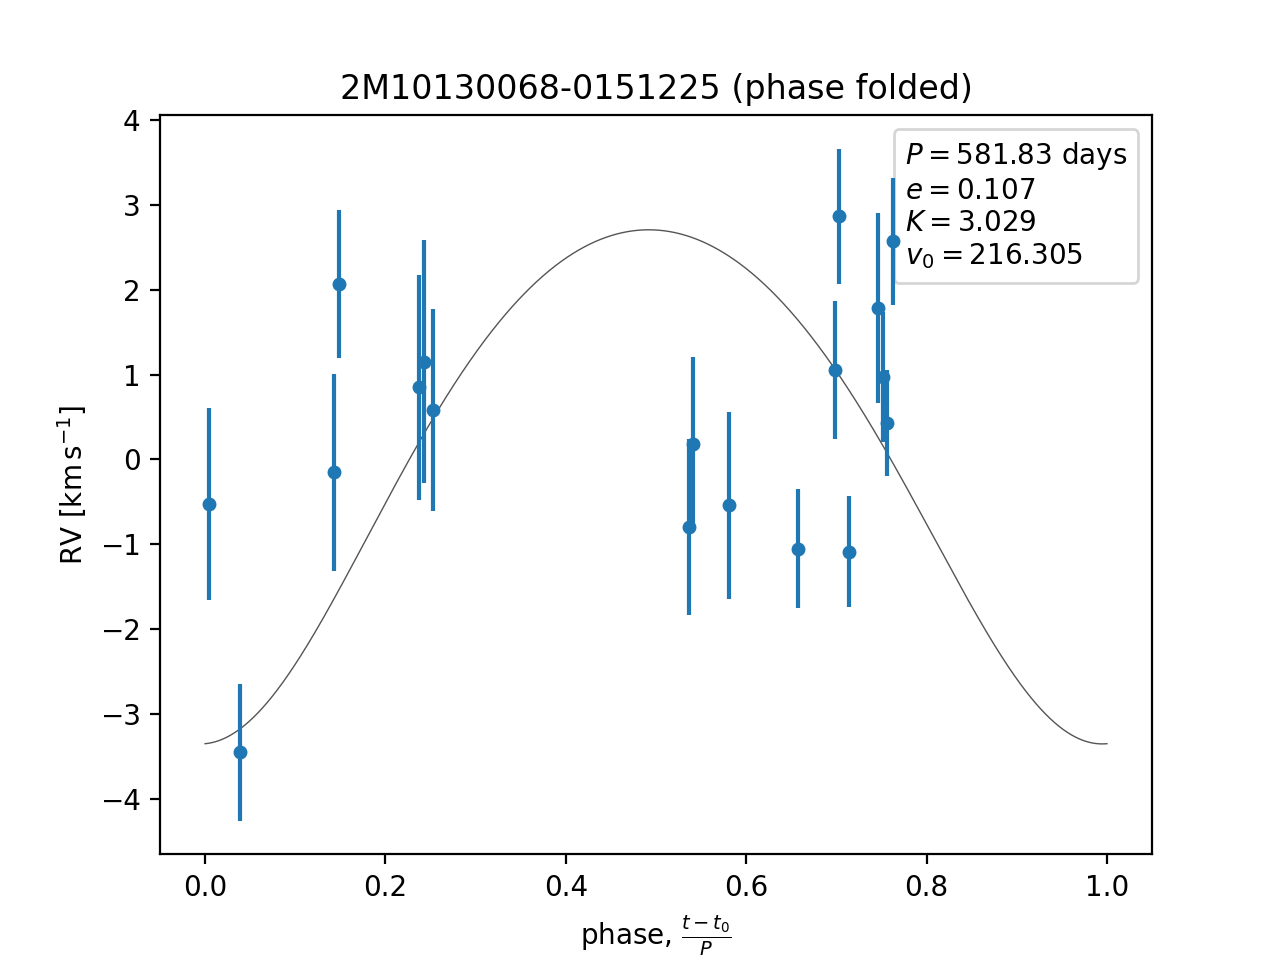 2M10130068-0151225 (phase folded)
P = 581.83 days
e = 0.107
K = 3.029
v₀ = 216.305
RV [km s⁻¹]
4
3
2
1
0
−1
−2
−3
−4
0.0 0.2 0.4 0.6 0.8 1.0
phase, (t − t₀)/P